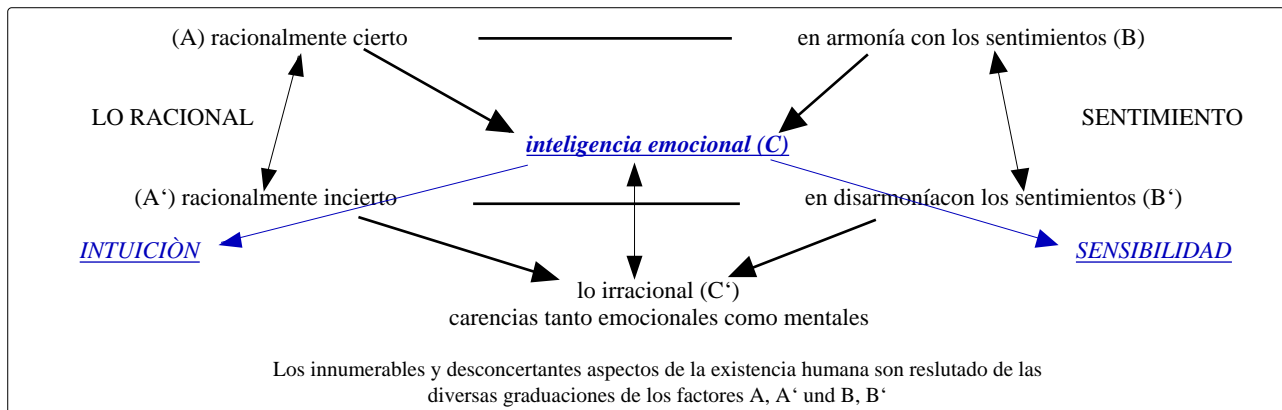 (A) racionalmente cierto
en armonía con los sentimientos (B)
LO RACIONAL
SENTIMIENTO
inteligencia emocional (C)
(A‘) racionalmente incierto
en disarmoníacon los sentimientos (B‘)
INTUICIÒN
SENSIBILIDAD
lo irracional (C‘)
carencias tanto emocionales como mentales
Los innumerables y desconcertantes aspectos de la existencia humana son reslutado de las
diversas graduaciones de los factores A, A‘ und B, B‘